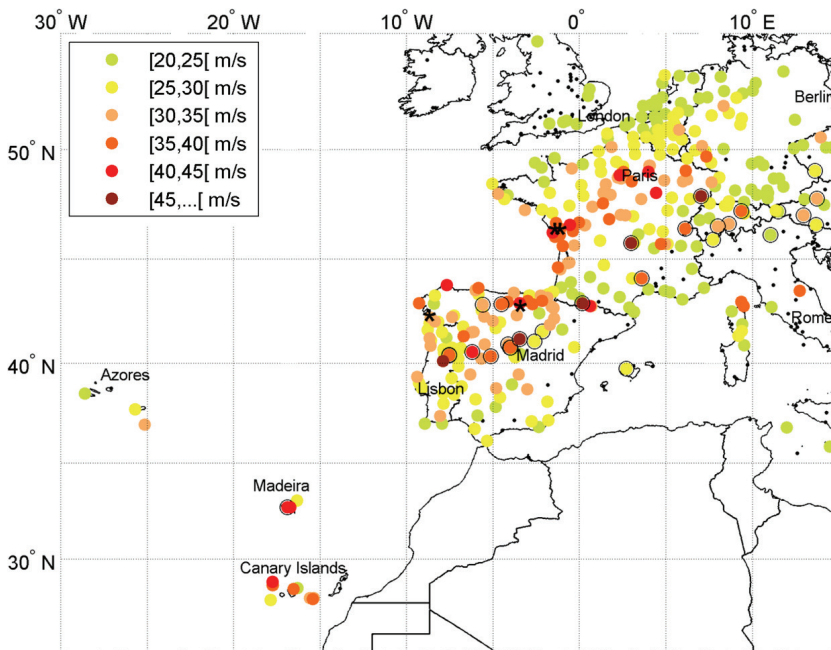 30° W 20° W 10° W 0° 10° E
[20,25[ m/s
[25,30[ m/s
[30,35[ m/s
[35,40[ m/s
[40,45[ m/s
[45,...[ m/s
Berlin
London
50° N
Paris
Rome
40° N
Madrid
Azores
Lisbon
Madeira
30° N
Canary Islands